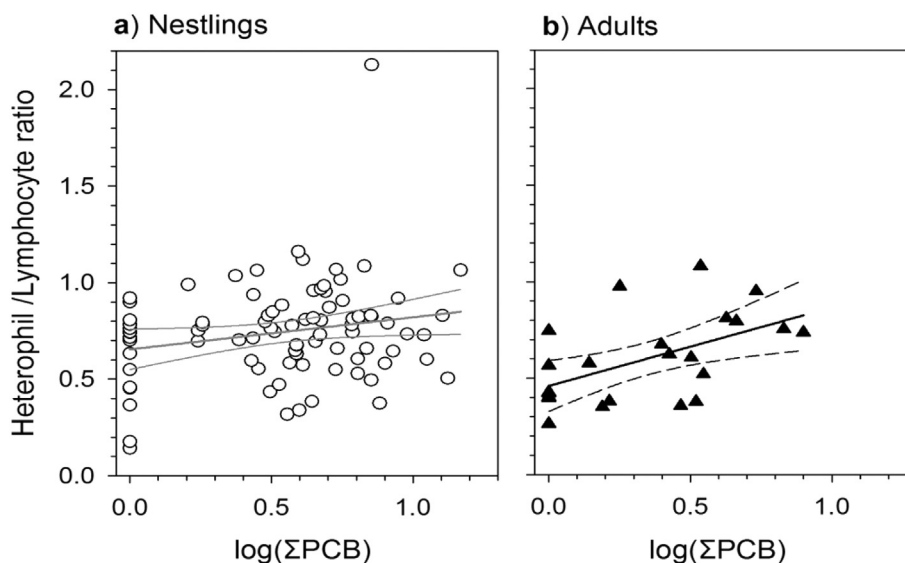 a) Nestlings
b) Adults
Heterophil /Lymphocyte ratio
2.0
1.5
1.0
0.5
0.0
0.0 0.5 1.0
0.0 0.5 1.0
log(ΣPCB)
log(ΣPCB)